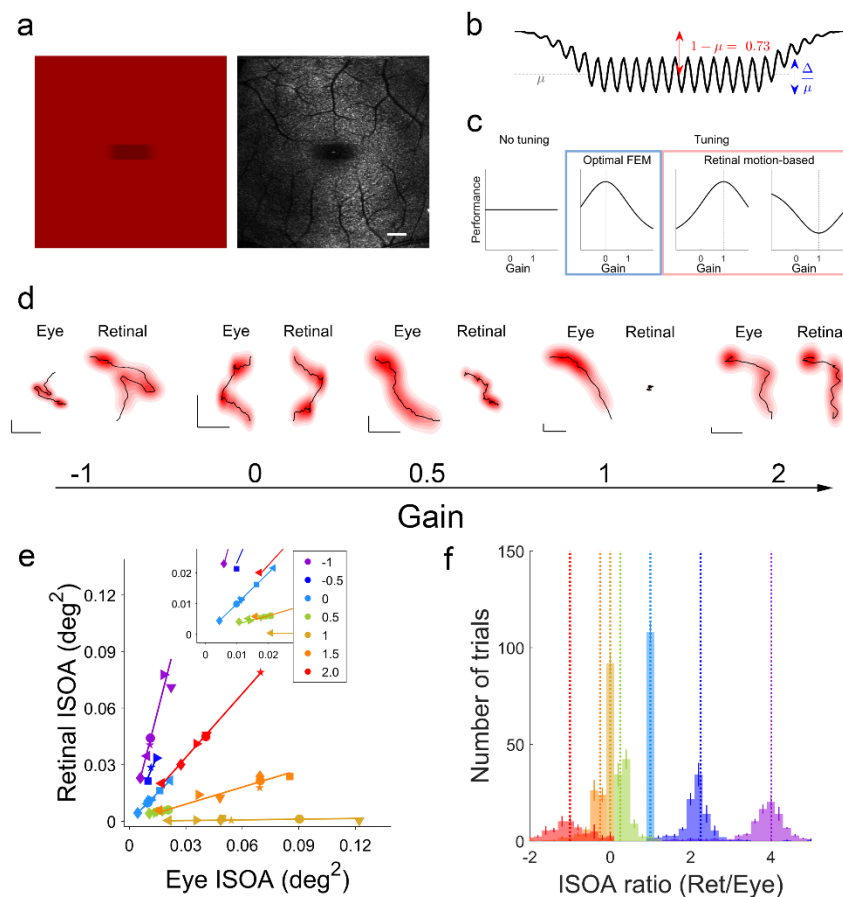 a
b
1 − μ = 0.73
μ
Δ
μ
c
No tuning
Tuning
Optimal FEM
Retinal motion-based
Performance
0 1
0 1
0 1
0 1
Gain
Gain
Gain
Gain
d
Eye Retinal
Eye Retinal
Eye Retinal
Eye Retinal
Eye Retinal
-1 0 0.5 1 2
Gain
e
Retinal ISOA (deg²)
0.12
0.09
0.06
0.03
0
0 0.03 0.06 0.09 0.12
Eye ISOA (deg²)
0.02
0.01
0
0 0.01 0.02
-1
-0.5
0
0.5
1
1.5
2.0
f
Number of trials
150
100
50
0
-2 0 2 4
ISOA ratio (Ret/Eye)